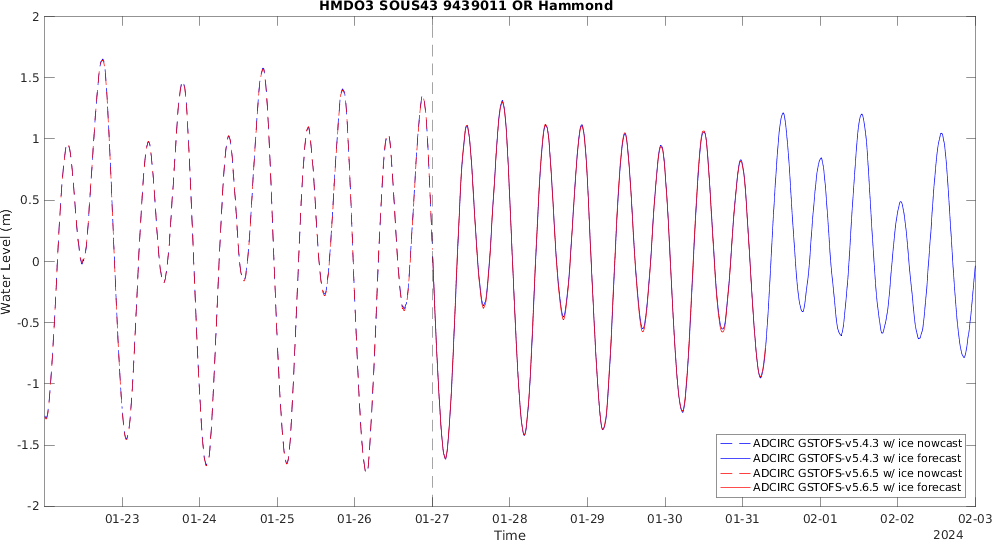 HMDO3 SOUS43 9439011 OR Hammond
2
1.5
1
0.5
0
-0.5
-1
-1.5
-2
Water Level (m)
01-23 01-24 01-25 01-26 01-27 01-28 01-29 01-30 01-31 02-01 02-02 02-03
Time
2024
ADCIRC GSTOFS-v5.4.3 w/ ice nowcast
ADCIRC GSTOFS-v5.4.3 w/ ice forecast
ADCIRC GSTOFS-v5.6.5 w/ ice nowcast
ADCIRC GSTOFS-v5.6.5 w/ ice forecast